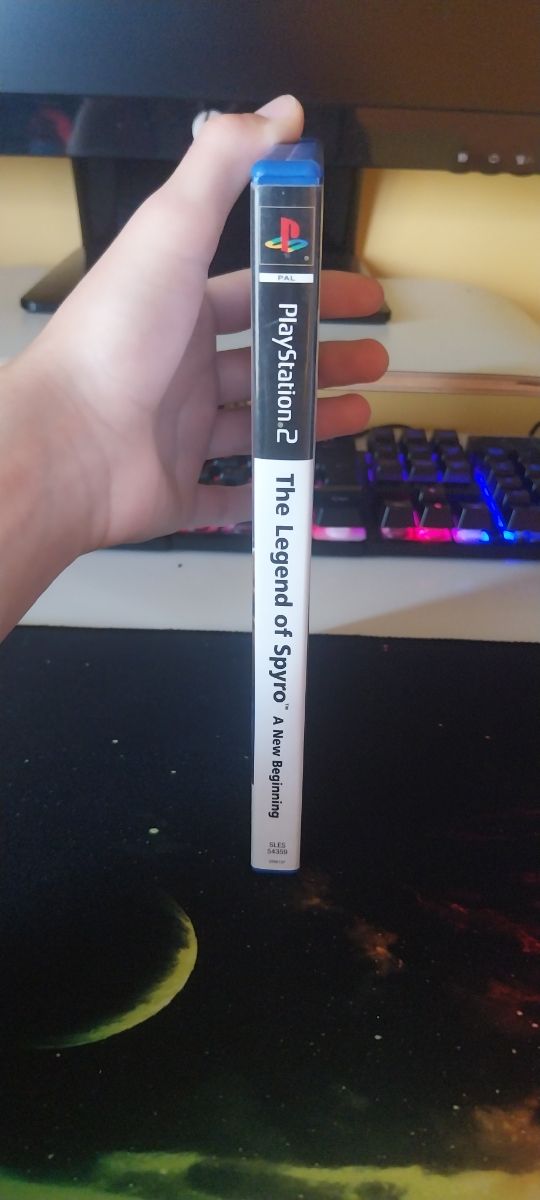 PAL
PlayStation.2
The Legend of Spyro™ A New Beginning
SLES
54359